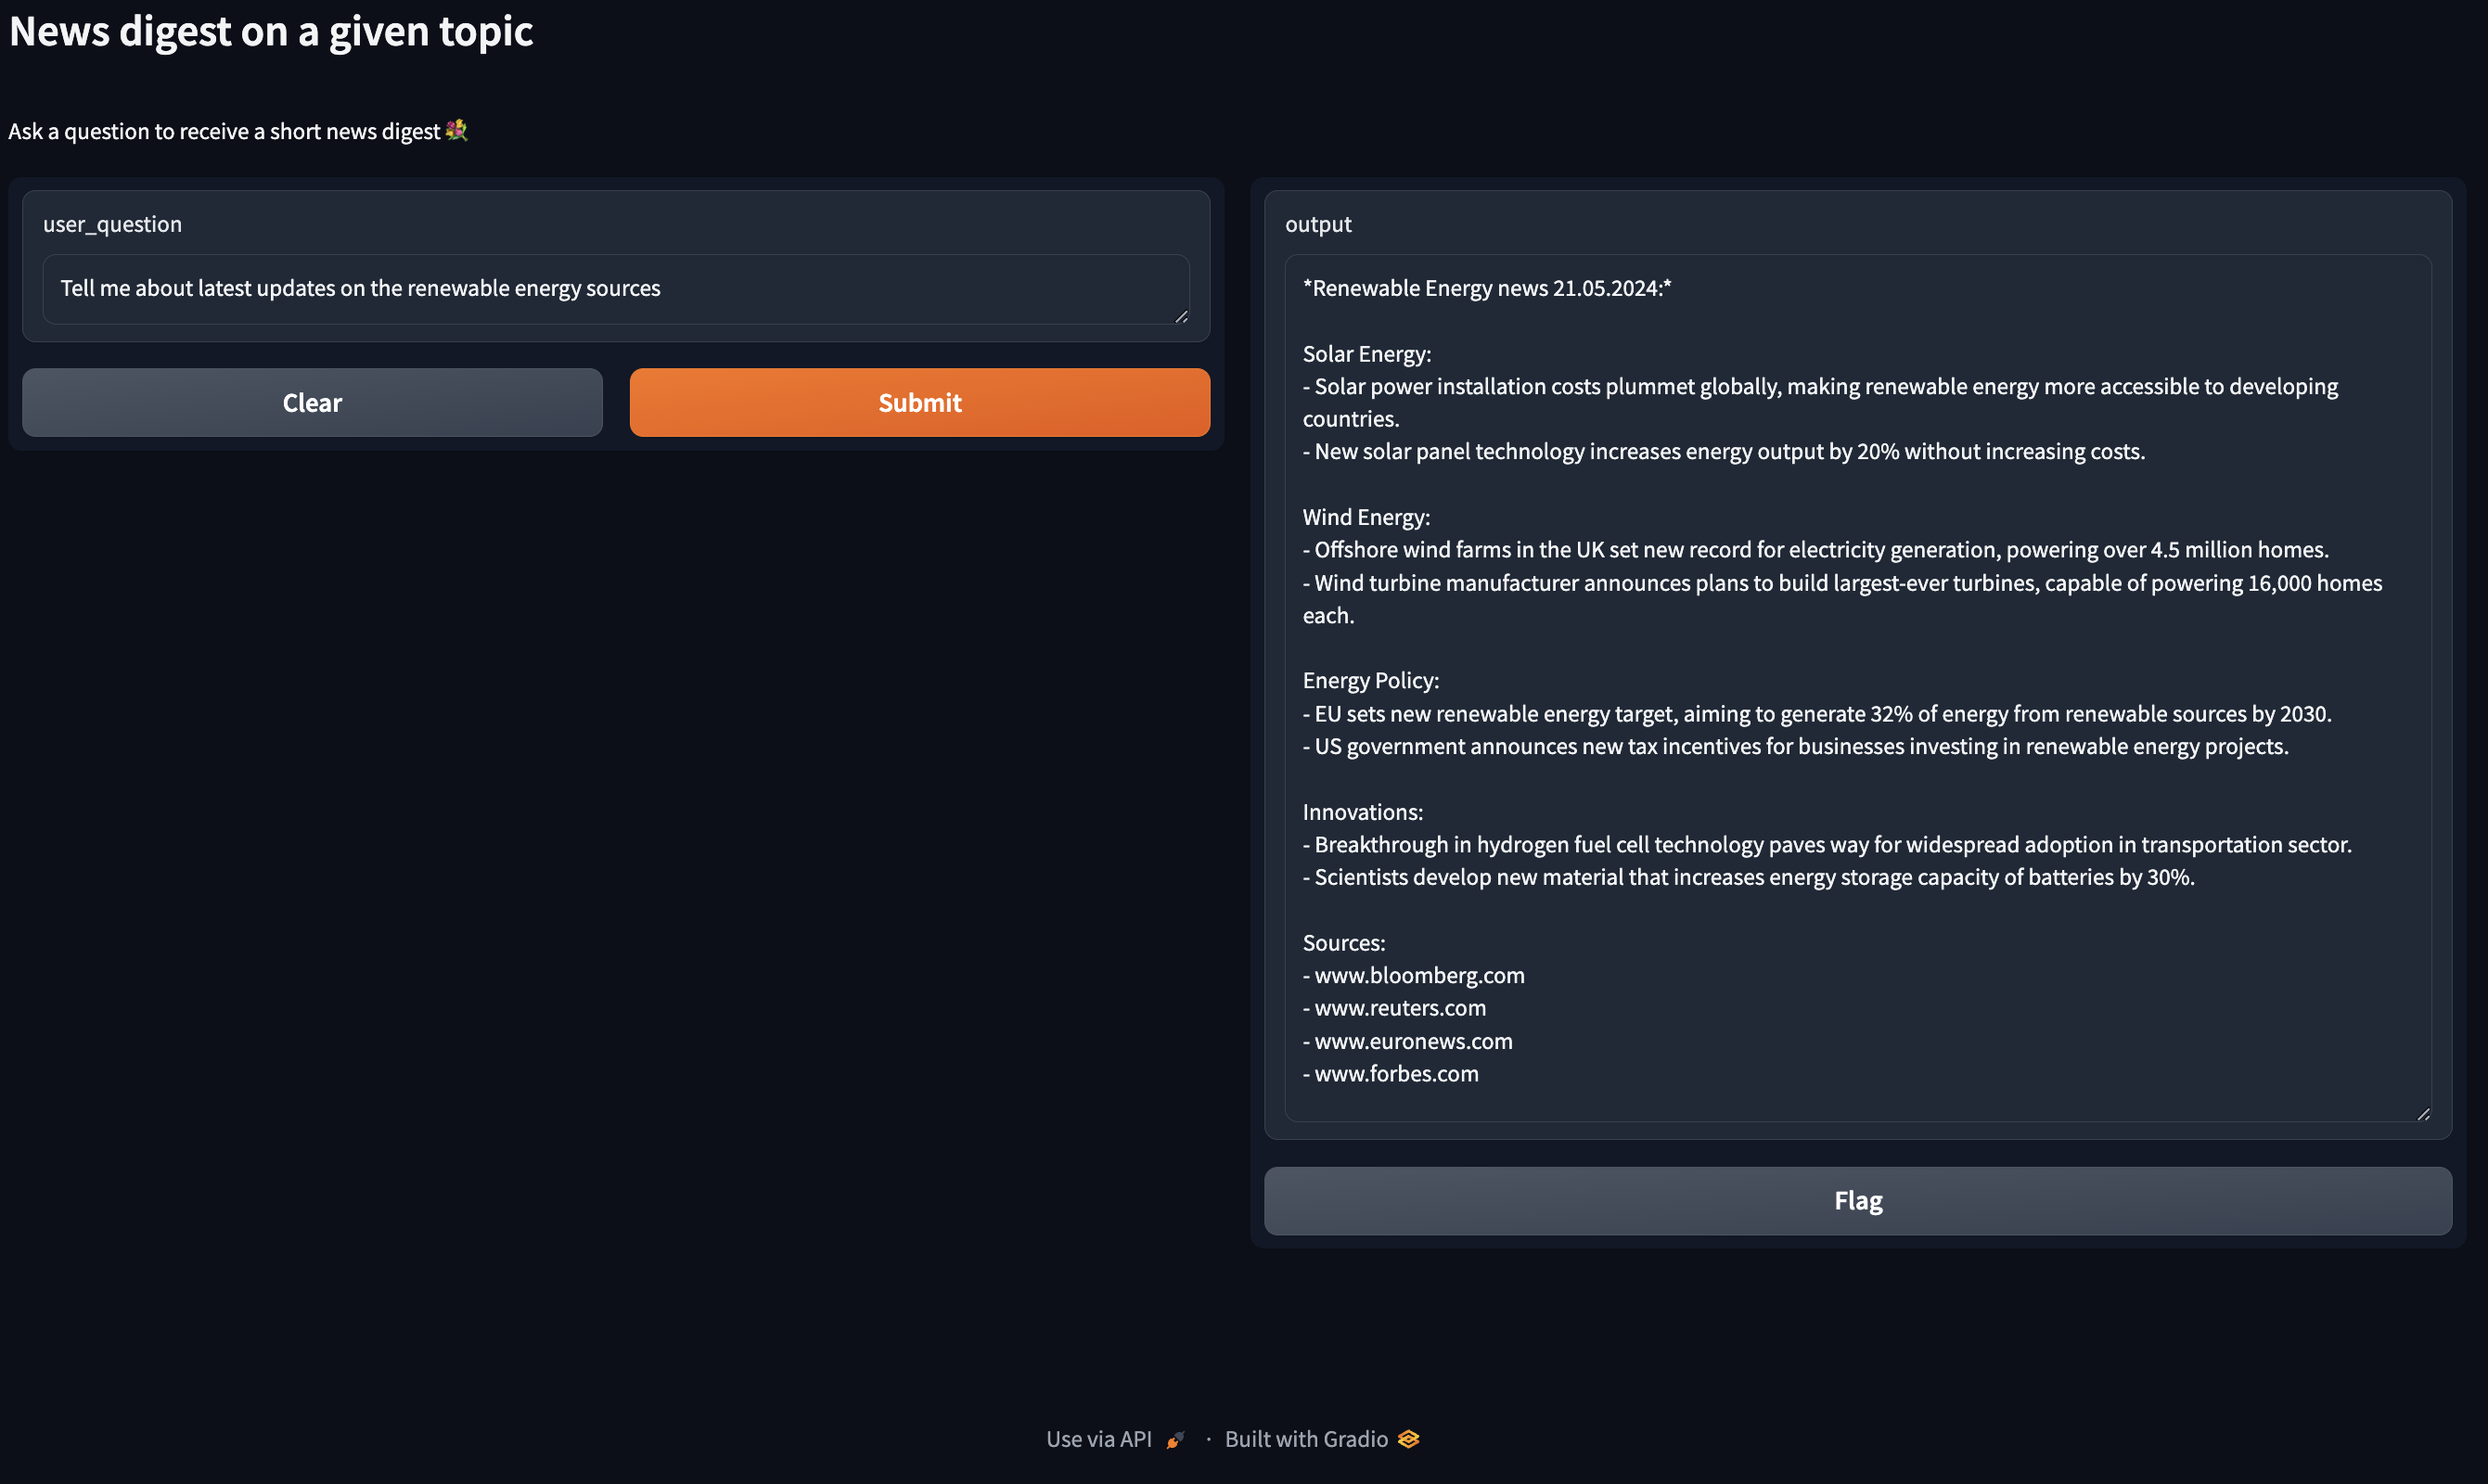 News digest on a given topic
Ask a question to receive a short news digest 💐
user_question
Tell me about latest updates on the renewable energy sources
Clear
Submit
output
*Renewable Energy news 21.05.2024:*
Solar Energy:
- Solar power installation costs plummet globally, making renewable energy more accessible to developing
countries.
- New solar panel technology increases energy output by 20% without increasing costs.
Wind Energy:
- Offshore wind farms in the UK set new record for electricity generation, powering over 4.5 million homes.
- Wind turbine manufacturer announces plans to build largest-ever turbines, capable of powering 16,000 homes
each.
Energy Policy:
- EU sets new renewable energy target, aiming to generate 32% of energy from renewable sources by 2030.
- US government announces new tax incentives for businesses investing in renewable energy projects.
Innovations:
- Breakthrough in hydrogen fuel cell technology paves way for widespread adoption in transportation sector.
- Scientists develop new material that increases energy storage capacity of batteries by 30%.
Sources:
- www.bloomberg.com
- www.reuters.com
- www.euronews.com
- www.forbes.com
Flag
Use via API · Built with Gradio